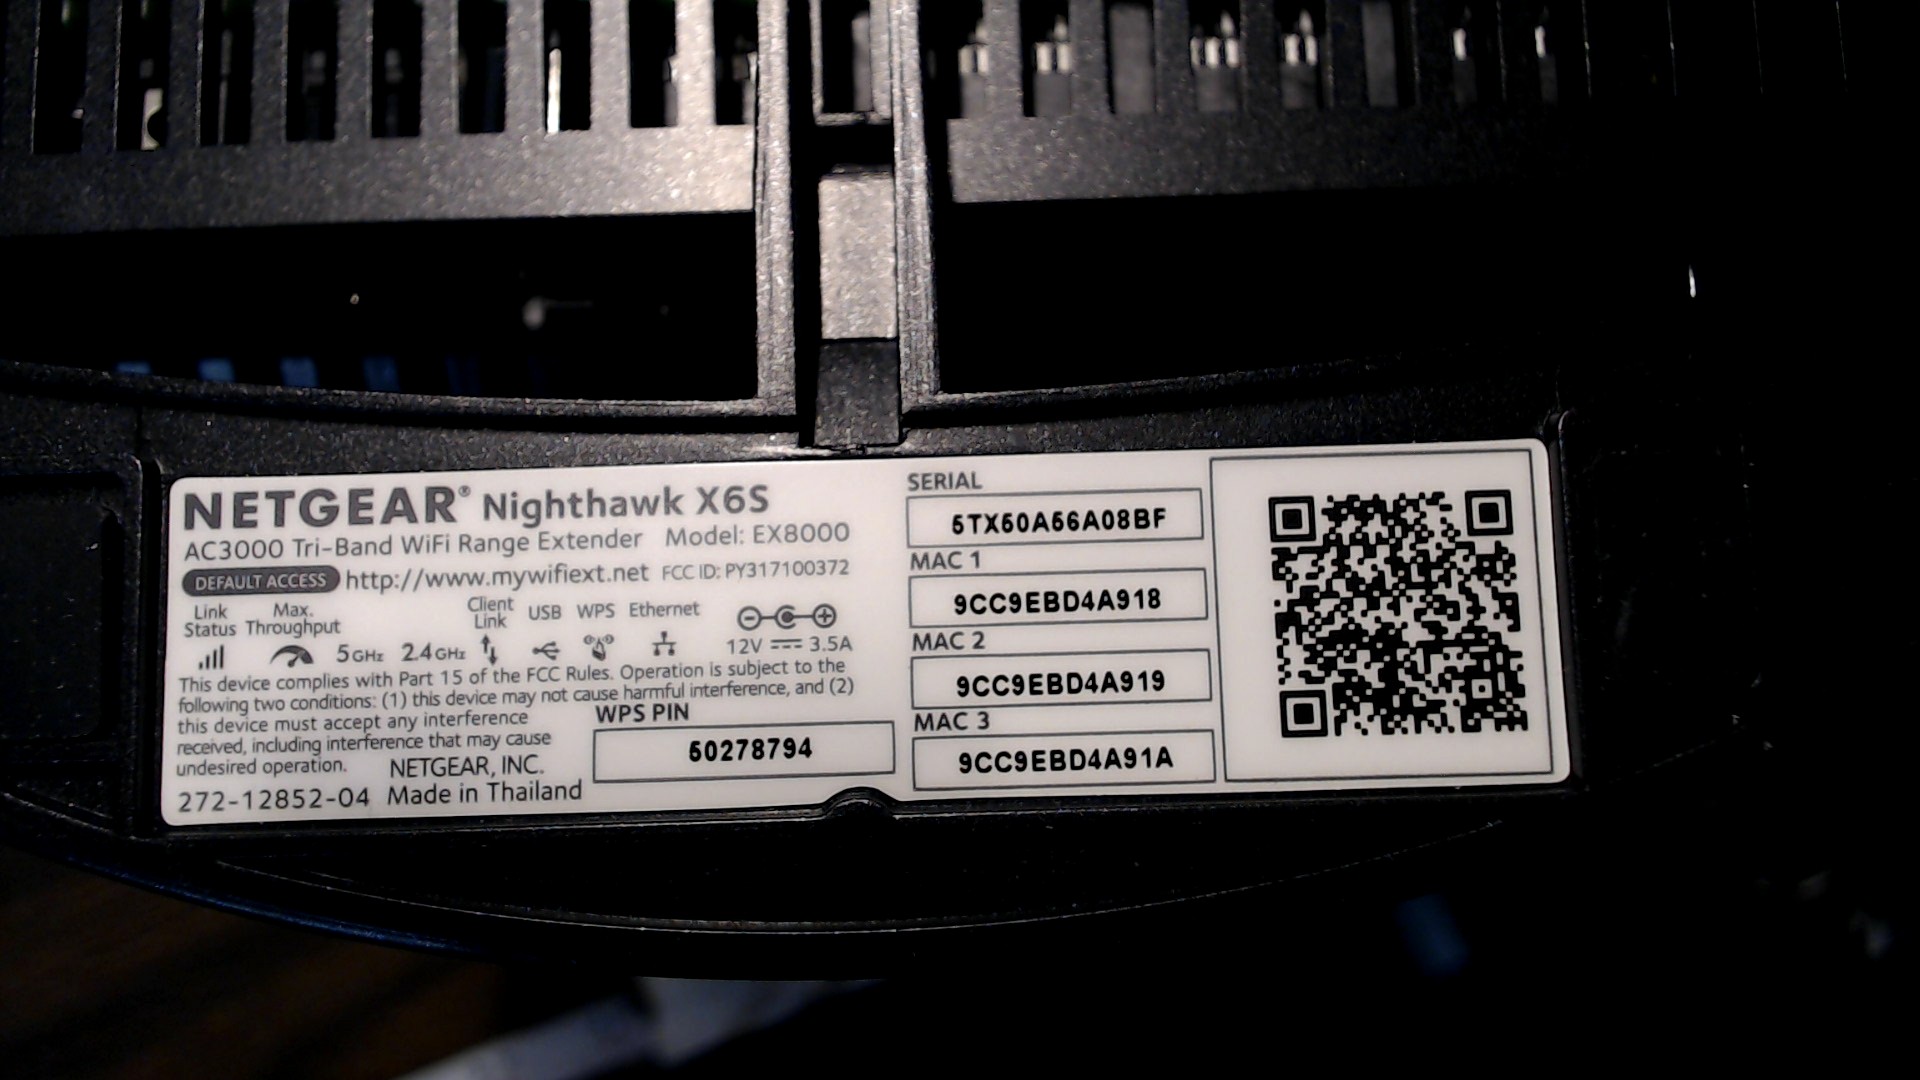 NETGEAR® Nighthawk X6S
AC3000 Tri-Band WiFi Range Extender Model: EX8000
DEFAULT ACCESS http://www.mywifiext.net FCC ID: PY317100372
Link Status
Max. Throughput
5GHz
2.4GHz
Client Link
USB
WPS
Ethernet
12V 3.5A
This device complies with Part 15 of the FCC Rules. Operation is subject to the
following two conditions: (1) this device may not cause harmful interference, and (2)
this device must accept any interference
received, including interference that may cause
undesired operation.
NETGEAR, INC.
272-12852-04 Made in Thailand
WPS PIN
50278794
SERIAL
5TX50A56A08BF
MAC 1
9CC9EBD4A918
MAC 2
9CC9EBD4A919
MAC 3
9CC9EBD4A91A